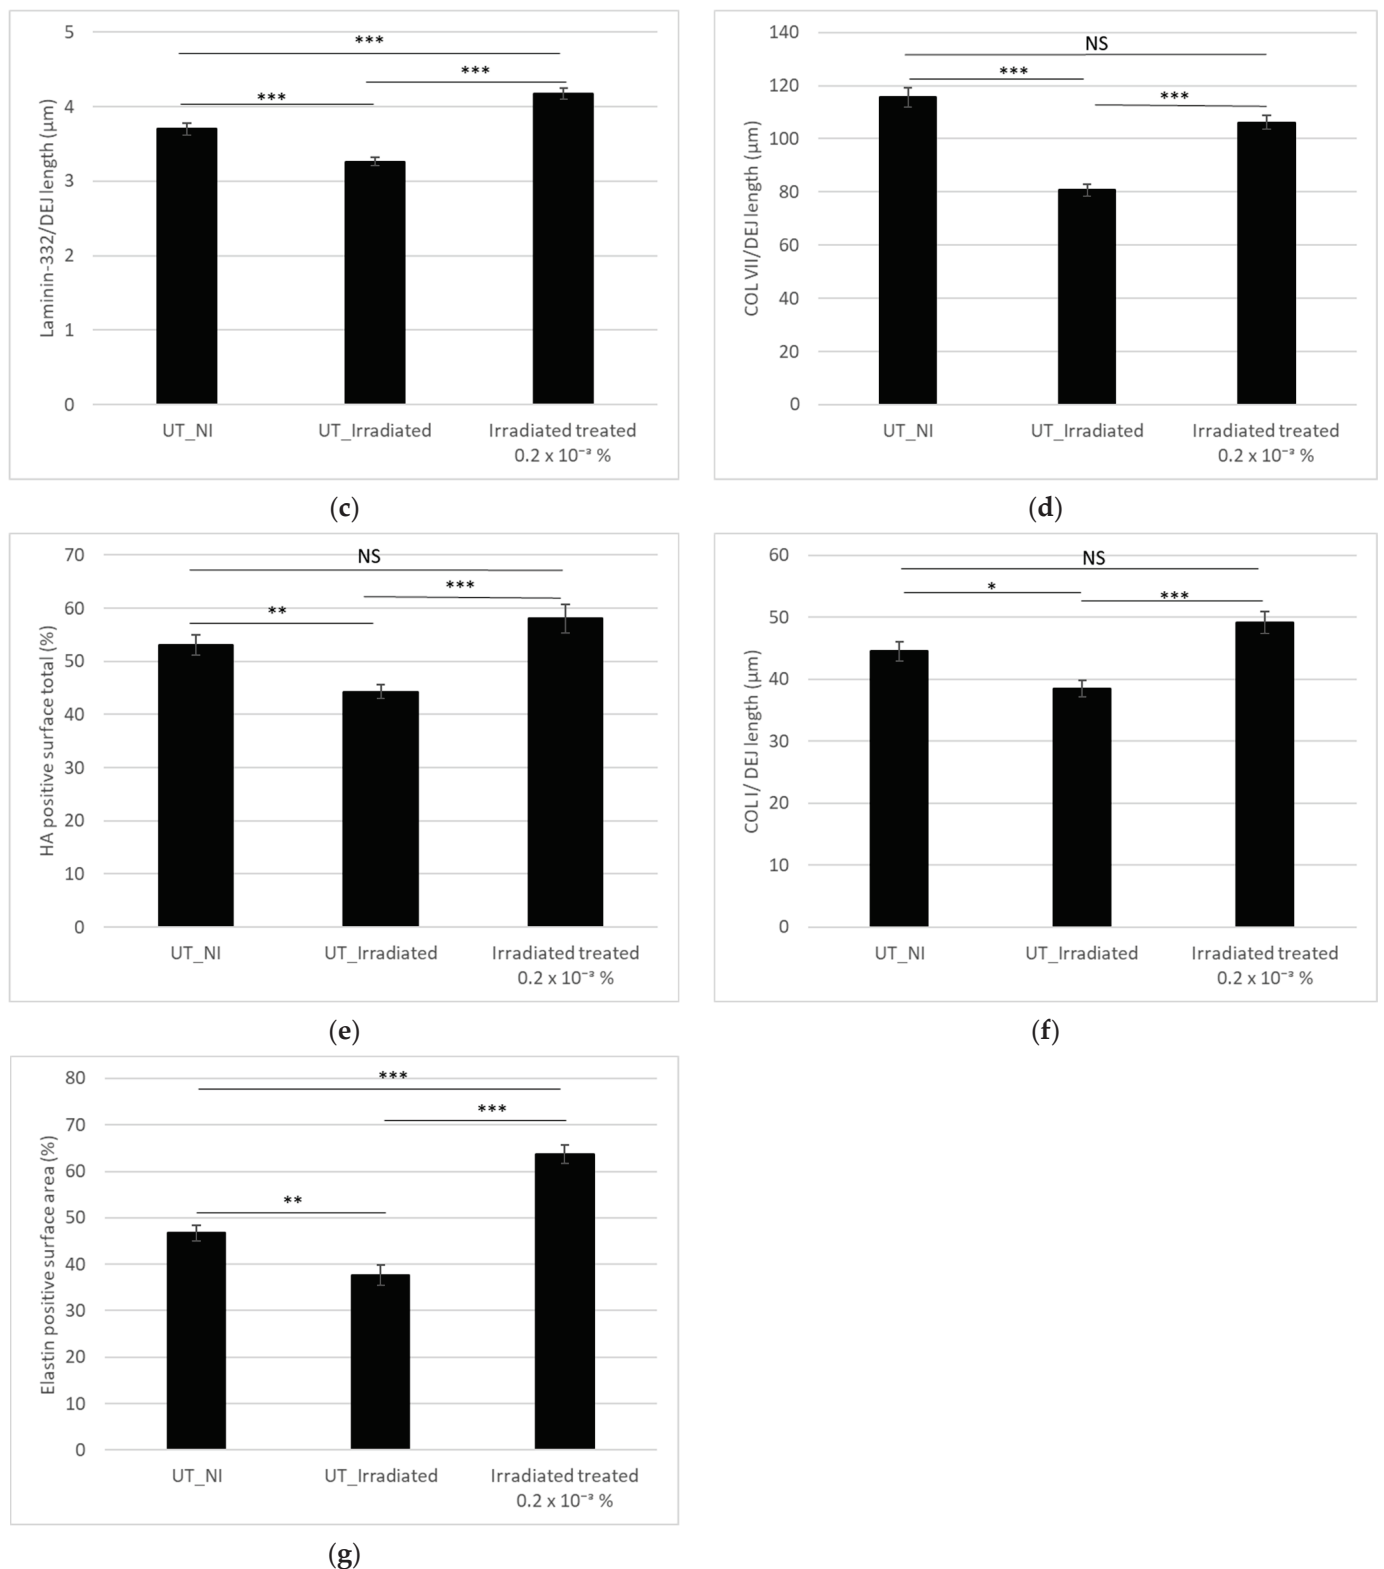 Laminin-332/DEJ length (µm)
5
4
3
2
1
0
***
***
***
UT_NI
UT_Irradiated
Irradiated treated
0.2 x 10⁻³ %
(c)
COL VII/DEJ length (µm)
140
120
100
80
60
40
20
0
NS
***
***
UT_NI
UT_Irradiated
Irradiated treated
0.2 x 10⁻³ %
(d)
HA positive surface total (%)
70
60
50
40
30
20
10
0
NS
***
**
UT_NI
UT_Irradiated
Irradiated treated
0.2 x 10⁻³ %
(e)
COL I/ DEJ length (µm)
60
50
40
30
20
10
0
NS
*
***
UT_NI
UT_Irradiated
Irradiated treated
0.2 x 10⁻³ %
(f)
Elastin positive surface area (%)
80
70
60
50
40
30
20
10
0
***
***
**
UT_NI
UT_Irradiated
Irradiated treated
0.2 x 10⁻³ %
(g)